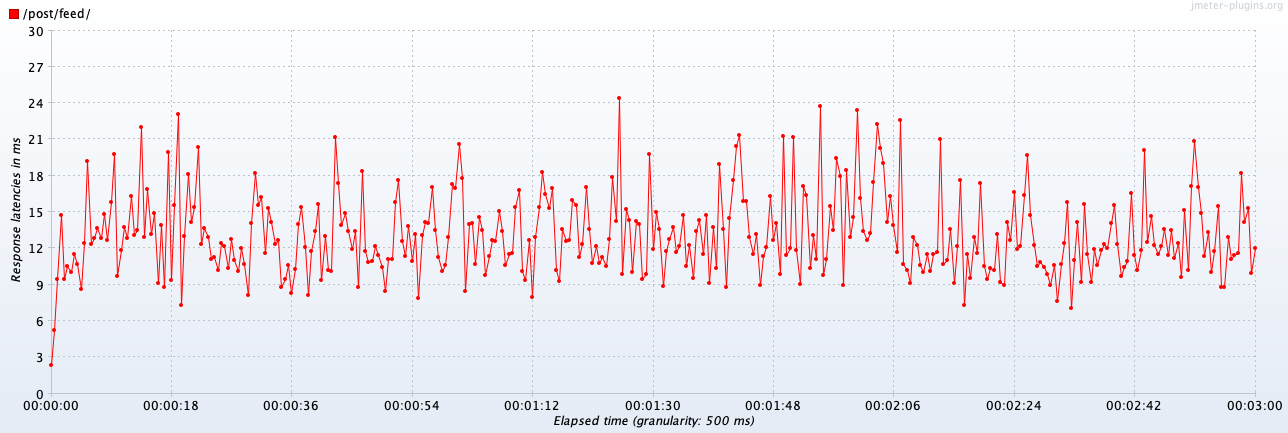 /post/feed/
jmeter-plugins.org
Response latencies in ms
30
27
24
21
18
15
12
9
6
3
0
00:00:00 00:00:18 00:00:36 00:00:54 00:01:12 00:01:30 00:01:48 00:02:06 00:02:24 00:02:42 00:03:00
Elapsed time (granularity: 500 ms)